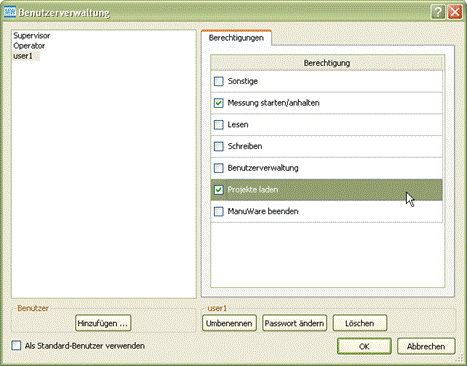 MW Benutzerverwaltung
Supervisor
Operator
user1
Berechtigungen
Berechtigung
Sonstige
Messung starten/anhalten
Lesen
Schreiben
Benutzerverwaltung
Projekte laden
ManuWare beenden
Benutzer
Hinzufügen ...
user1
Umbenennen
Passwort ändern
Löschen
Als Standard-Benutzer verwenden
OK
Abbrechen